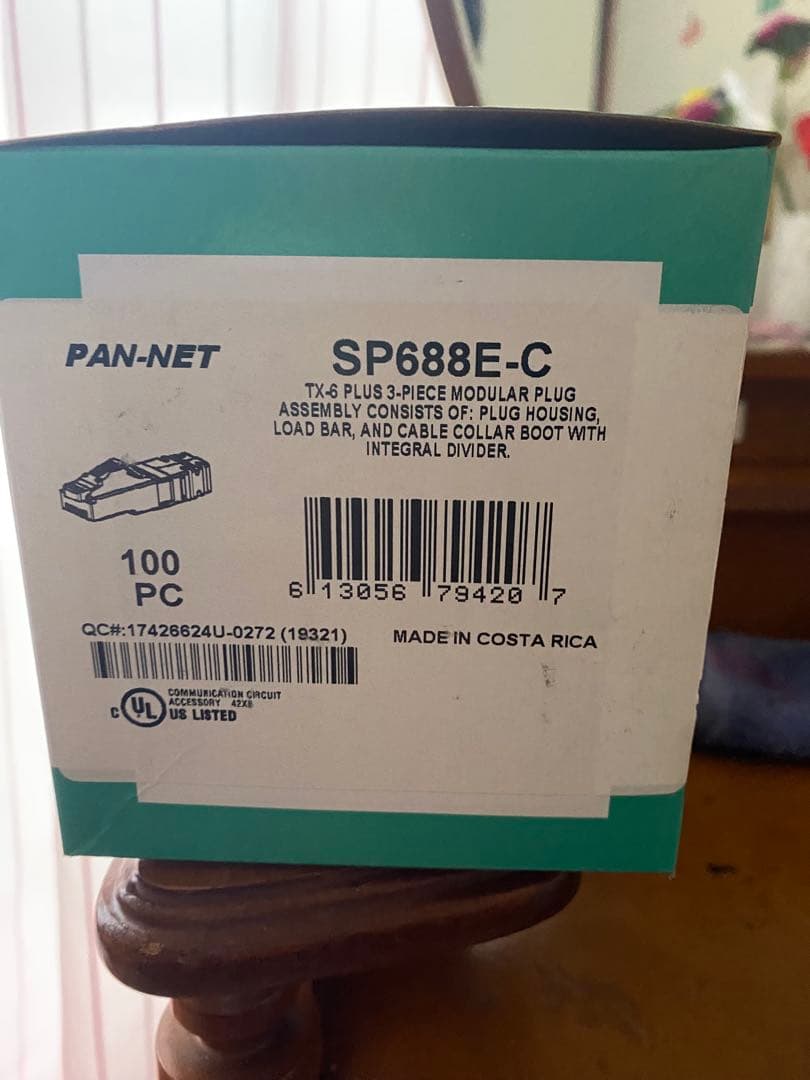 PAN-NET
SP688E-C
TX-6 PLUS 3-PIECE MODULAR PLUG
ASSEMBLY CONSISTS OF: PLUG HOUSING,
LOAD BAR, AND CABLE COLLAR BOOT WITH
INTEGRAL DIVIDER.
100
PC
6 13056 79420 7
QC#:17426624U-0272 (19321)
MADE IN COSTA RICA
C UL US LISTED
COMMUNICATION CIRCUIT
ACCESSORY 42X8